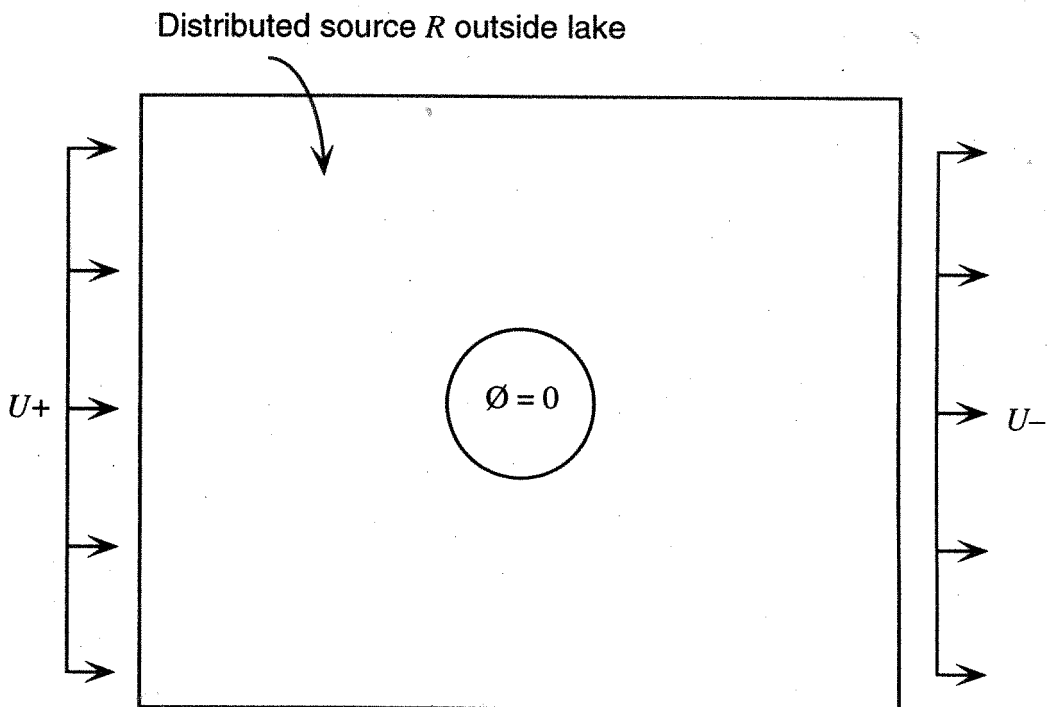 Distributed source R outside lake
Ø = 0
U+
U–